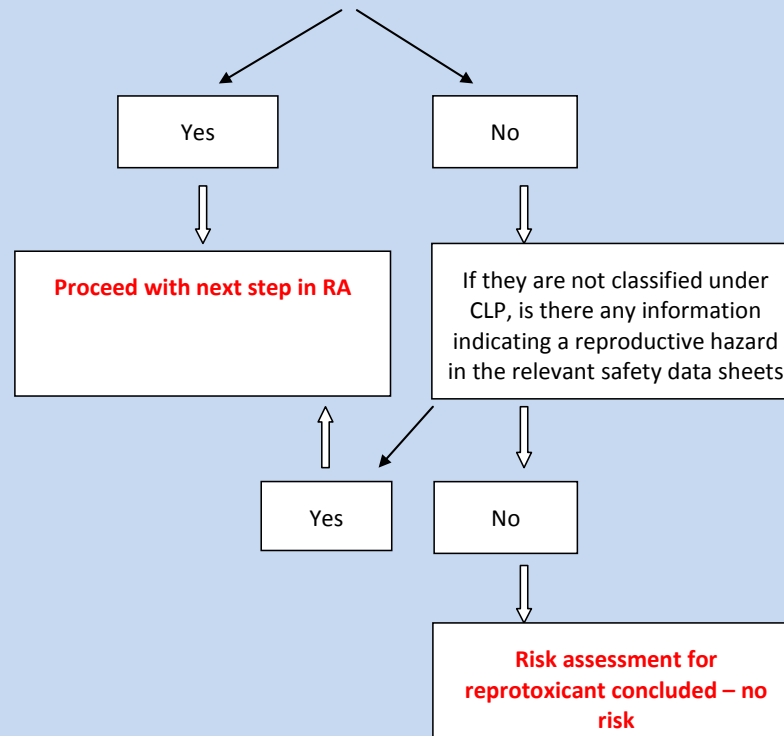 Yes
No
Proceed with next step in RA
If they are not classified under
CLP, is there any information
indicating a reproductive hazard
in the relevant safety data sheets
Yes
No
Risk assessment for
reprotoxicant concluded – no
risk